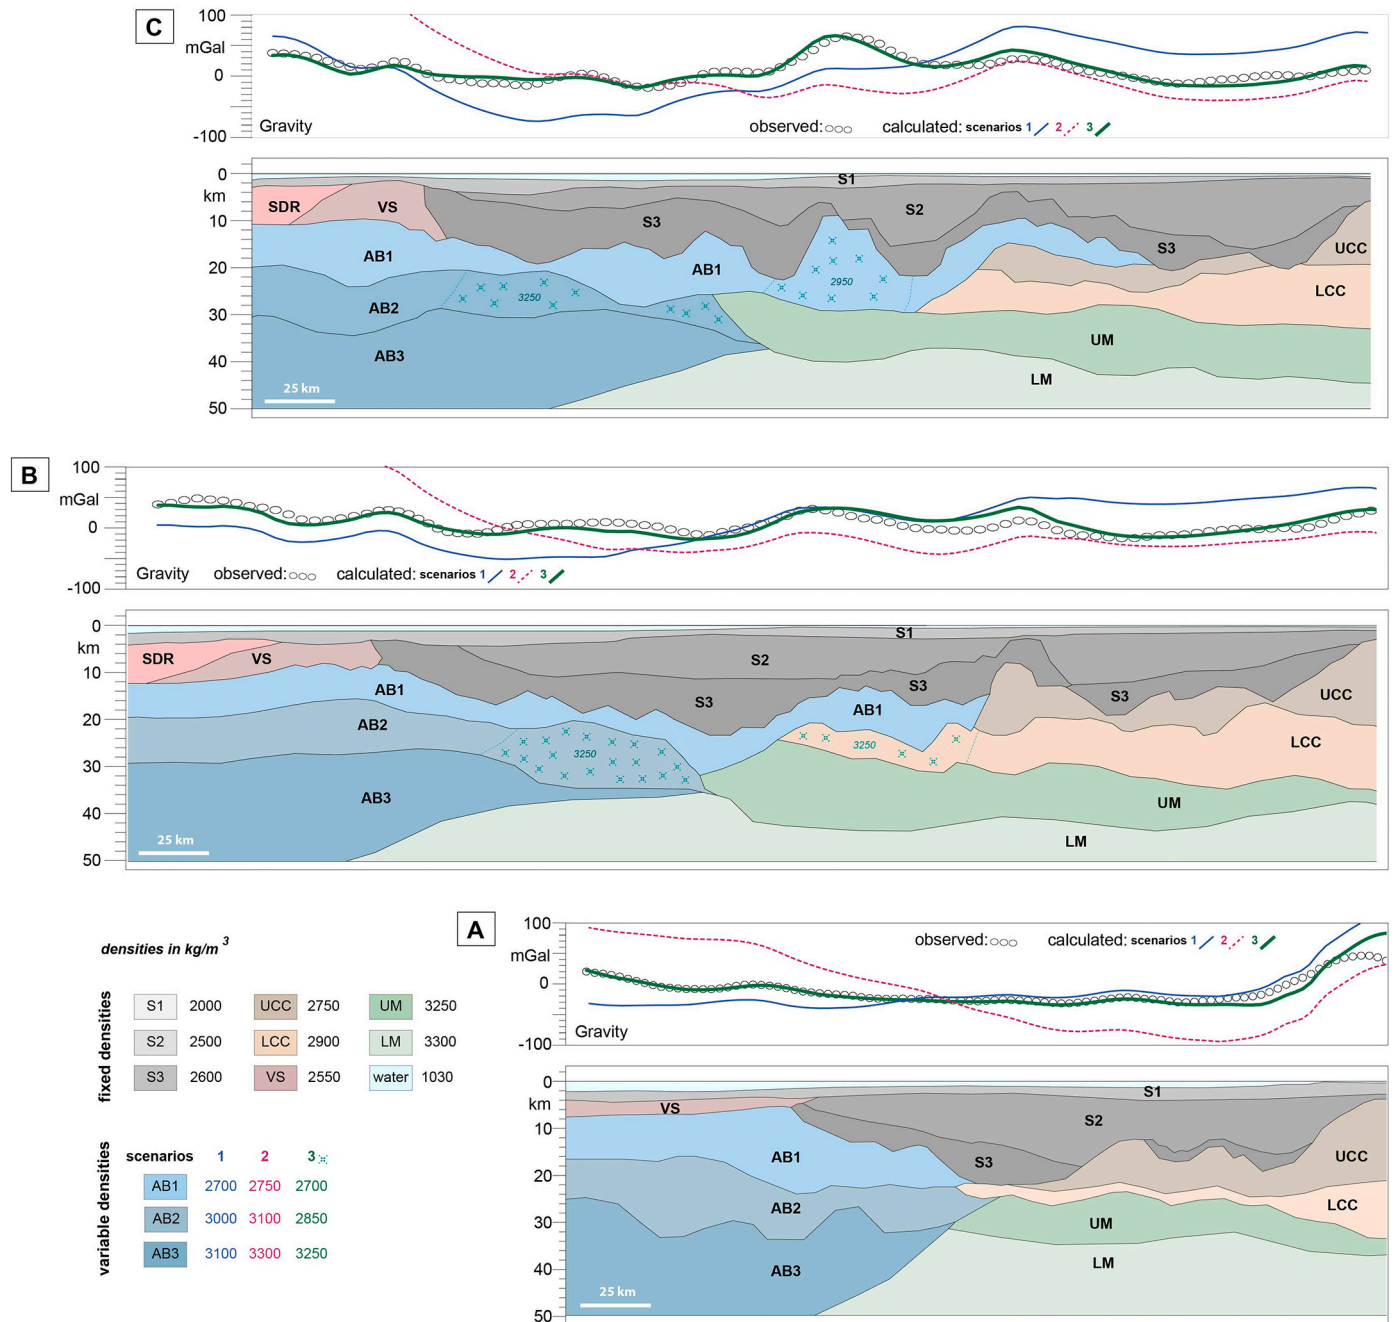 C
100
mGal
0
-100
Gravity
observed:
calculated: scenarios 1 2 3
0
km
10
20
30
40
50
S1
SDR
VS
S2
S3
S3
UCC
AB1
AB1
2950
LCC
3250
AB2
UM
AB3
LM
25 km
B
100
mGal
0
-100
Gravity observed: calculated: scenarios 1 2 3
0
km
10
20
30
40
50
S1
SDR
VS
S2
AB1
S3
S3
S3
UCC
AB1
AB2
3250
3250
LCC
AB3
UM
LM
25 km
A
100
mGal
0
-100
observed: calculated: scenarios 1 2 3
Gravity
0
km
10
20
30
40
50
S1
VS
S2
AB1
S3
UCC
AB2
LCC
UM
AB3
LM
25 km
densities in kg/m 3
fixed densities
S1 2000 UCC 2750 UM 3250
S2 2500 LCC 2900 LM 3300
S3 2600 VS 2550 water 1030
variable densities
scenarios 1 2 3
AB1 2700 2750 2700
AB2 3000 3100 2850
AB3 3100 3300 3250